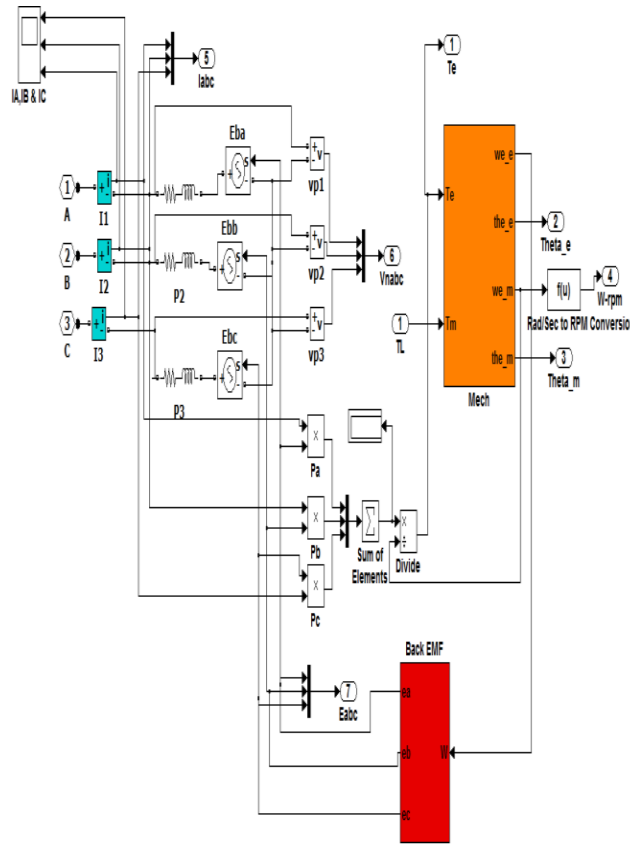 IA,IB & IC
5
Iabc
1
Te
Eba
s
+
-
+
-
v
vp1
1
A
+
i
-
I1
Ebb
s
+
-
+
-
v
vp2
2
B
+
i
-
I2
P2
6
Vnabc
Ebc
s
+
-
+
-
v
vp3
3
C
+
i
-
I3
P3
1
TL
we_e
Te
the_e
2
Theta_e
we_m
f(u)
4
W-rpm
Rad/Sec to RPM Conversio
Tm
the_m
3
Theta_m
Mech
×
Pa
×
Pb
Σ
Sum of
Elements
×
÷
Divide
×
Pc
7
Eabc
Back EMF
ea
eb
W
ec